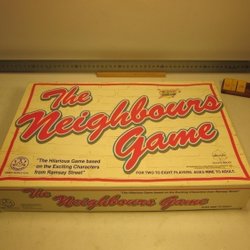 The
Neighbours
Game
"The Hilarious Game based
on the Exciting Characters
from Ramsay Street"
FOR TWO TO EIGHT PLAYERS, AGES NINE TO ADULT.
The Neighbours Game